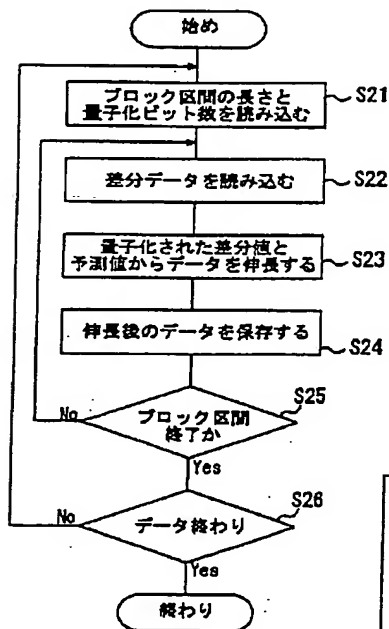 始め
ブロック区間の長さと
量子化ビット数を読み込む
S21
差分データを読み込む
S22
量子化された差分値と
予測値からデータを伸長する
S23
伸長後のデータを保存する
S24
ブロック区間
終了か
S25
No
Yes
データ終わり
S26
No
Yes
終わり